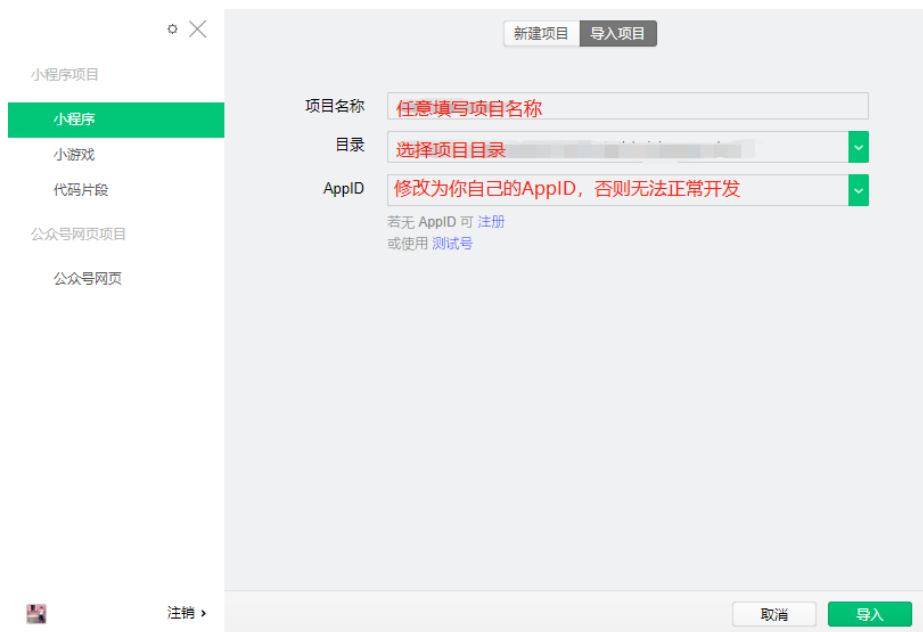 新建项目 导入项目
小程序项目
小程序
小游戏
代码片段
公众号网页项目
公众号网页
项目名称 任意填写项目名称
目录 选择项目目录
AppID 修改为你自己的AppID，否则无法正常开发
若无 AppID 可 注册
或使用 测试号
注销 ›
取消 导入